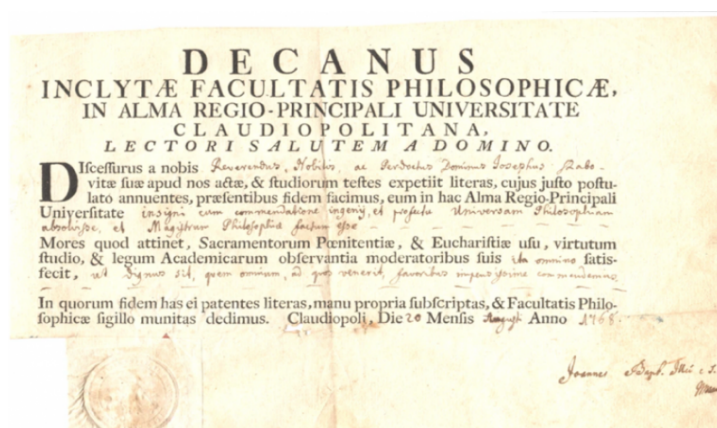 DECANUS
INCLYTÆ FACULTATIS PHILOSOPHICÆ,
IN ALMA REGIO-PRINCIPALI UNIVERSITATE
CLAUDIOPOLITANA,
LECTORI SALUTEM A DOMINO.
DIscessurus a nobis Reverendus, Nobilis, ac Perdoctus Dominus Josephus Szabo
vitæ suæ apud nos actæ, & studiorum testes expetiit literas, cujus justo postu-
lato annuentes, præsentibus fidem facimus, eum in hac Alma Regio-Principali
Universitate insigni cum commendatione ingenij, et profectu Universam Philosophiam
absolvisse, et Magistrum Philosophiæ factum esse
Mores quod attinet, Sacramentorum Pœnitentiæ, & Eucharistiæ usu, virtutum
studio, & legum Academicarum observantia moderatoribus suis ita omnino satis-
fecit, ut dignus sit, quem omnium, ad quos venerit, favoribus impensissime commendemus
In quorum fidem has ei patentes literas, manu propria subscriptas, & Facultatis Philo-
sophicæ sigillo munitas dedimus. Claudiopoli, Die 20 Mensis Augusti Anno 1768.
Joannes